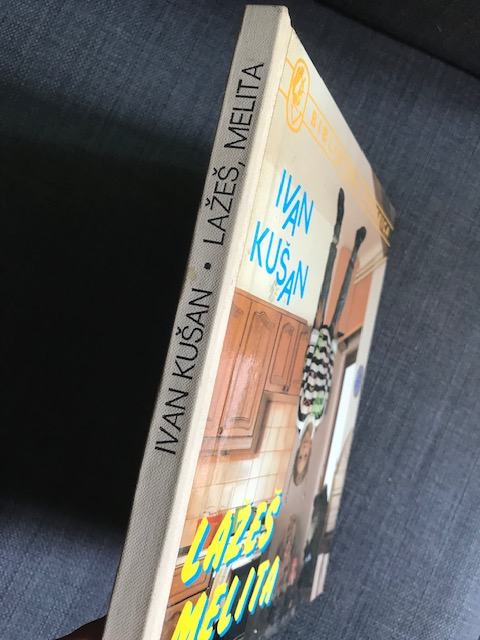 IVAN KUŠAN • LAŽEŠ, MELITA
IVAN
KUŠAN
LAŽEŠ
MELITA